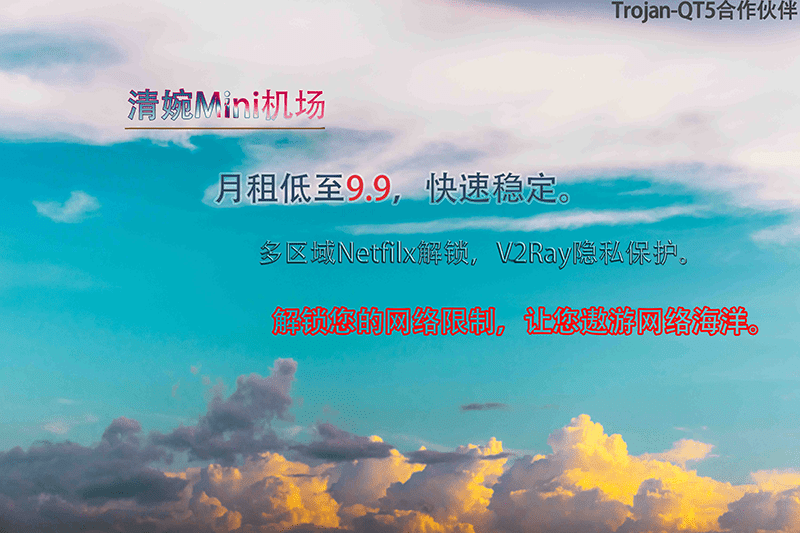 Trojan-QT5合作伙伴
清婉Mini机场
月租低至9.9，快速稳定。
多区域Netfilx解锁，V2Ray隐私保护。
解锁您的网络限制，让您遨游网络海洋。